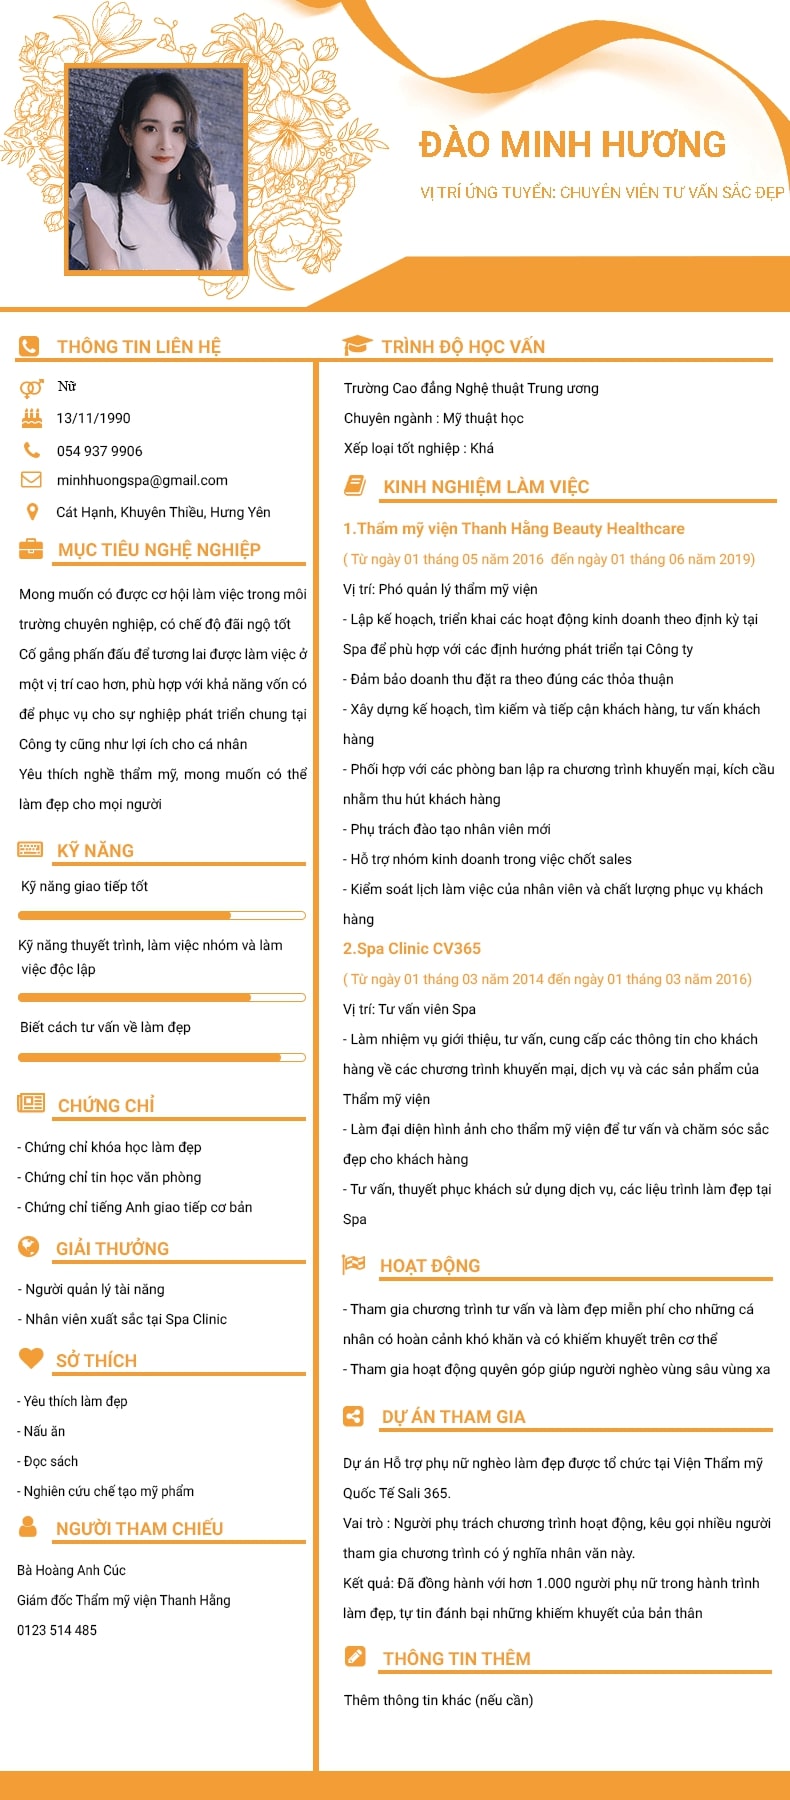 ĐÀO MINH HƯƠNG
VỊ TRÍ ỨNG TUYỂN: CHUYÊN VIÊN TƯ VẤN SẮC ĐẸP
THÔNG TIN LIÊN HỆ
Nữ
13/11/1990
054 937 9906
minhhuongspa@gmail.com
Cát Hạnh, Khuyên Thiều, Hưng Yên
MỤC TIÊU NGHỆ NGHIỆP
Mong muốn có được cơ hội làm việc trong môi
trường chuyên nghiệp, có chế độ đãi ngộ tốt
Cố gắng phấn đấu để tương lai được làm việc ở
một vị trí cao hơn, phù hợp với khả năng vốn có
để phục vụ cho sự nghiệp phát triển chung tại
Công ty cũng như lợi ích cho cá nhân
Yêu thích nghề thẩm mỹ, mong muốn có thể
làm đẹp cho mọi người
KỸ NĂNG
Kỹ năng giao tiếp tốt
Kỹ năng thuyết trình, làm việc nhóm và làm
việc độc lập
Biết cách tư vấn về làm đẹp
CHỨNG CHỈ
- Chứng chỉ khóa học làm đẹp
- Chứng chỉ tin học văn phòng
- Chứng chỉ tiếng Anh giao tiếp cơ bản
GIẢI THƯỞNG
- Người quản lý tài năng
- Nhân viên xuất sắc tại Spa Clinic
SỞ THÍCH
- Yêu thích làm đẹp
- Nấu ăn
- Đọc sách
- Nghiên cứu chế tạo mỹ phẩm
NGƯỜI THAM CHIẾU
Bà Hoàng Anh Cúc
Giám đốc Thẩm mỹ viện Thanh Hằng
0123 514 485
TRÌNH ĐỘ HỌC VẤN
Trường Cao đẳng Nghệ thuật Trung ương
Chuyên ngành : Mỹ thuật học
Xếp loại tốt nghiệp : Khá
KINH NGHIỆM LÀM VIỆC
1.Thẩm mỹ viện Thanh Hằng Beauty Healthcare
( Từ ngày 01 tháng 05 năm 2016 đến ngày 01 tháng 06 năm 2019)
Vị trí: Phó quản lý thẩm mỹ viện
- Lập kế hoạch, triển khai các hoạt động kinh doanh theo định kỳ tại
Spa để phù hợp với các định hướng phát triển tại Công ty
- Đảm bảo doanh thu đặt ra theo đúng các thỏa thuận
- Xây dựng kế hoạch, tìm kiếm và tiếp cận khách hàng, tư vấn khách
hàng
- Phối hợp với các phòng ban lập ra chương trình khuyến mại, kích cầu
nhằm thu hút khách hàng
- Phụ trách đào tạo nhân viên mới
- Hỗ trợ nhóm kinh doanh trong việc chốt sales
- Kiểm soát lịch làm việc của nhân viên và chất lượng phục vụ khách
hàng
2.Spa Clinic CV365
( Từ ngày 01 tháng 03 năm 2014 đến ngày 01 tháng 03 năm 2016)
Vị trí: Tư vấn viên Spa
- Làm nhiệm vụ giới thiệu, tư vấn, cung cấp các thông tin cho khách
hàng về các chương trình khuyến mại, dịch vụ và các sản phẩm của
Thẩm mỹ viện
- Làm đại diện hình ảnh cho thẩm mỹ viện để tư vấn và chăm sóc sắc
đẹp cho khách hàng
- Tư vấn, thuyết phục khách sử dụng dịch vụ, các liệu trình làm đẹp tại
Spa
HOẠT ĐỘNG
- Tham gia chương trình tư vấn và làm đẹp miễn phí cho những cá
nhân có hoàn cảnh khó khăn và có khiếm khuyết trên cơ thể
- Tham gia hoạt động quyên góp giúp người nghèo vùng sâu vùng xa
DỰ ÁN THAM GIA
Dự án Hỗ trợ phụ nữ nghèo làm đẹp được tổ chức tại Viện Thẩm mỹ
Quốc Tế Sali 365.
Vai trò : Người phụ trách chương trình hoạt động, kêu gọi nhiều người
tham gia chương trình có ý nghĩa nhân văn này.
Kết quả: Đã đồng hành với hơn 1.000 người phụ nữ trong hành trình
làm đẹp, tự tin đánh bại những khiếm khuyết của bản thân
THÔNG TIN THÊM
Thêm thông tin khác (nếu cần)